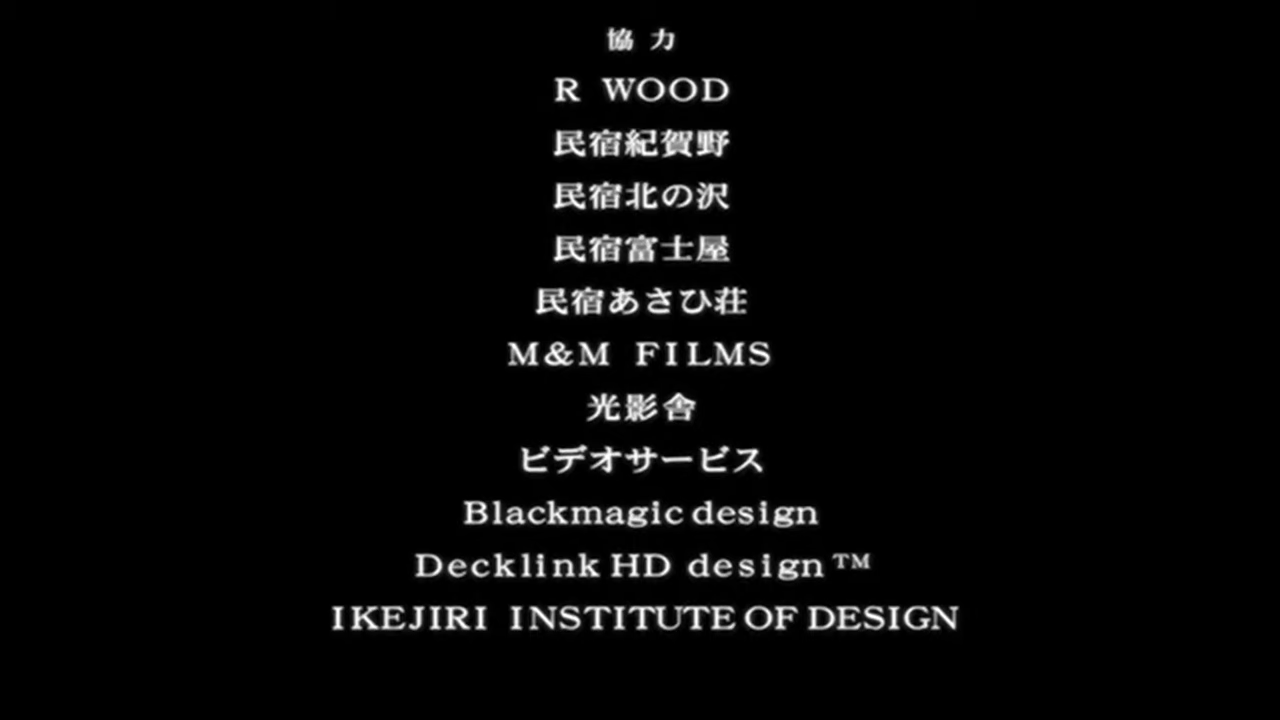 協 力
R WOOD
民宿紀賀野
民宿北の沢
民宿富士屋
民宿あさひ荘
M&M FILMS
光影舎
ビデオサービス
Blackmagic design
Decklink HD design™
IKEJIRI INSTITUTE OF DESIGN